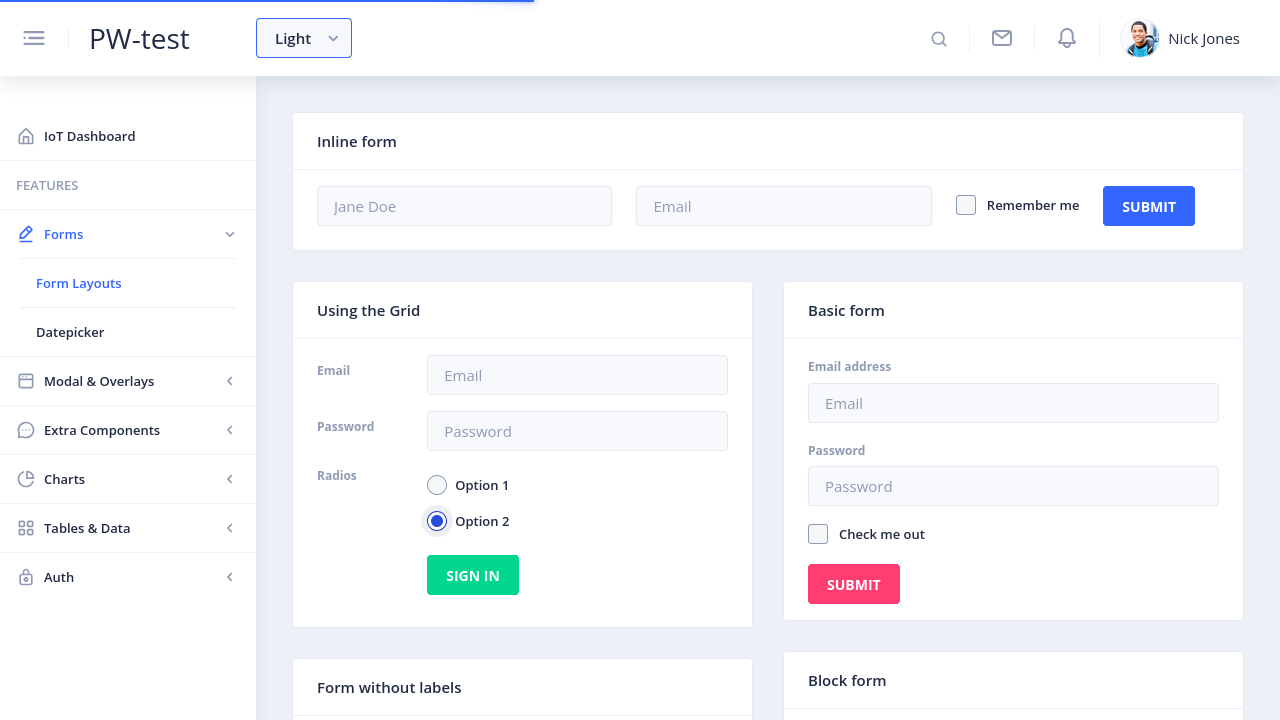 PW-test
Light
Nick Jones
IoT Dashboard
FEATURES
Forms
Form Layouts
Datepicker
Modal & Overlays
Extra Components
Charts
Tables & Data
Auth
Inline form
Jane Doe
Email
Remember me
SUBMIT
Using the Grid
Email
Email
Password
Password
Radios
Option 1
Option 2
SIGN IN
Basic form
Email address
Email
Password
Password
Check me out
SUBMIT
Form without labels
Block form